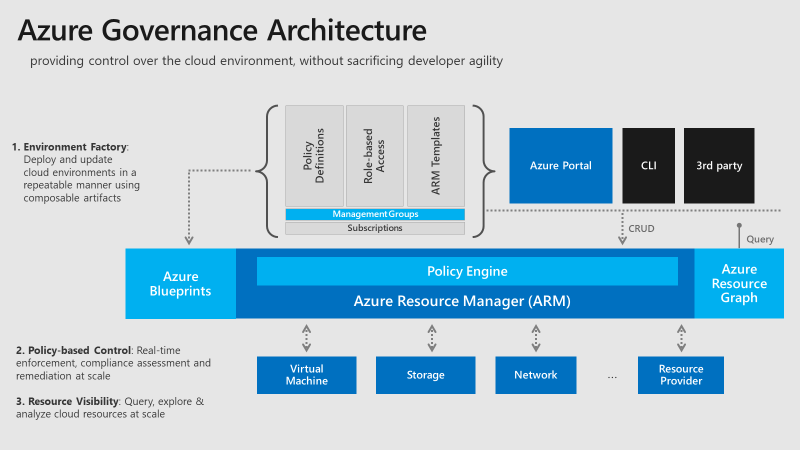 Azure Governance Architecture
providing control over the cloud environment, without sacrificing developer agility
1. Environment Factory:
Deploy and update
cloud environments in a
repeatable manner using
composable artifacts
Policy
Definitions
Role-based
Access
ARM Templates
Management Groups
Subscriptions
Azure Portal
CLI
3rd party
CRUD
Query
Azure
Blueprints
Policy Engine
Azure Resource Manager (ARM)
Azure
Resource
Graph
2. Policy-based Control: Real-time
enforcement, compliance assessment and
remediation at scale
3. Resource Visibility: Query, explore &
analyze cloud resources at scale
Virtual
Machine
Storage
Network
...
Resource
Provider